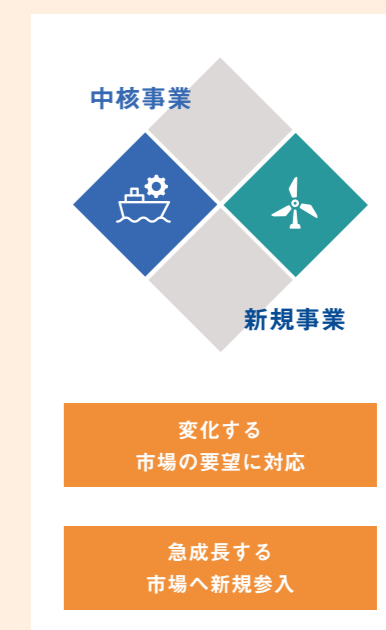 中核事業
新規事業
変化する
市場の要望に対応
急成長する
市場へ新規参入